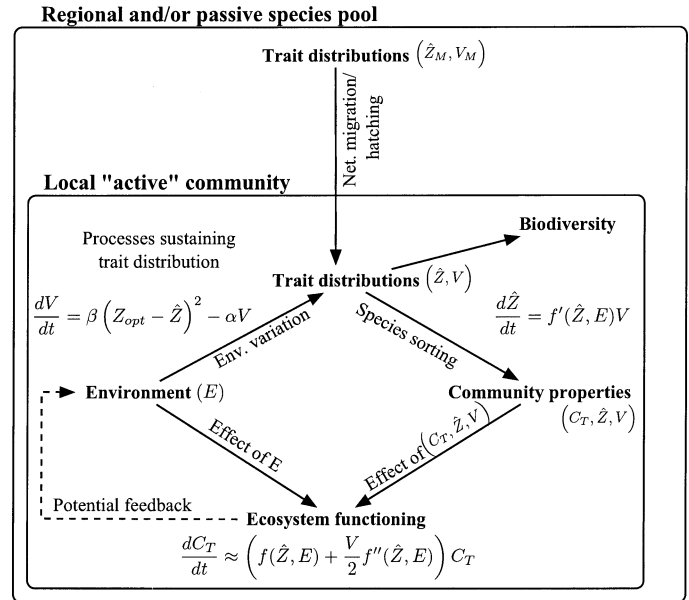 Regional and/or passive species pool
Trait distributions (Ẑ_M, V_M)
Net. migration/
hatching
Local "active" community
Biodiversity
Processes sustaining
trait distribution
Trait distributions (Ẑ, V)
dV/dt = β(Z_opt − Ẑ)² − αV
dẐ/dt = f′(Ẑ, E)V
Env. variation
Species sorting
Environment (E)
Community properties
(C_T, Ẑ, V)
Effect of E
Effect of (C_T, Ẑ, V)
Potential feedback
Ecosystem functioning
dC_T/dt ≈ (f(Ẑ, E) + V/2 f″(Ẑ, E)) C_T